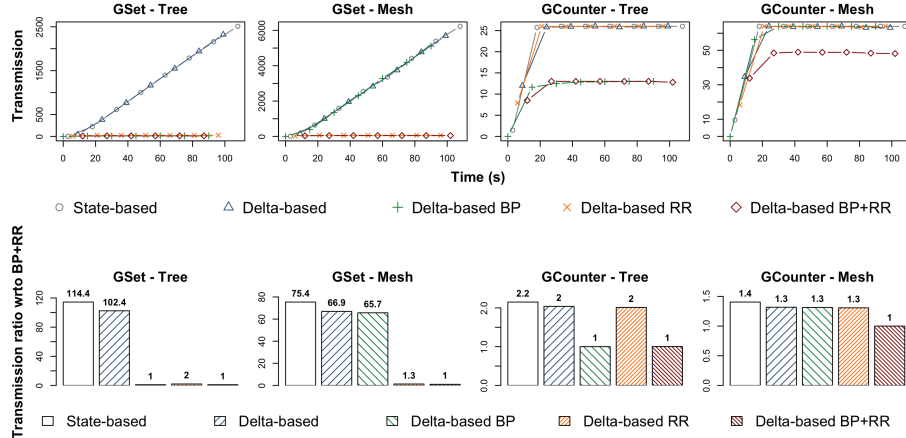 GSet - Tree
GSet - Mesh
GCounter - Tree
GCounter - Mesh
Transmission
0 500 1500 2500
0 20 40 60 80 100
0 1000 2000 4000 6000
0 20 40 60 80 100
0 5 10 15 20 25
0 20 40 60 80 100
0 10 20 30 50
0 20 40 60 80 100
Time (s)
State-based
Delta-based
Delta-based BP
Delta-based RR
Delta-based BP+RR
Transmission ratio wrto BP+RR
GSet - Tree
GSet - Mesh
GCounter - Tree
GCounter - Mesh
0 20 40 60 80 120
114.4 102.4 1 2 1
0 20 40 60 80
75.4 66.9 65.7 1.3 1
0.0 1.0 2.0
2.2 2 1 2 1
0.0 0.5 1.0 1.5
1.4 1.3 1.3 1.3 1
State-based
Delta-based
Delta-based BP
Delta-based RR
Delta-based BP+RR